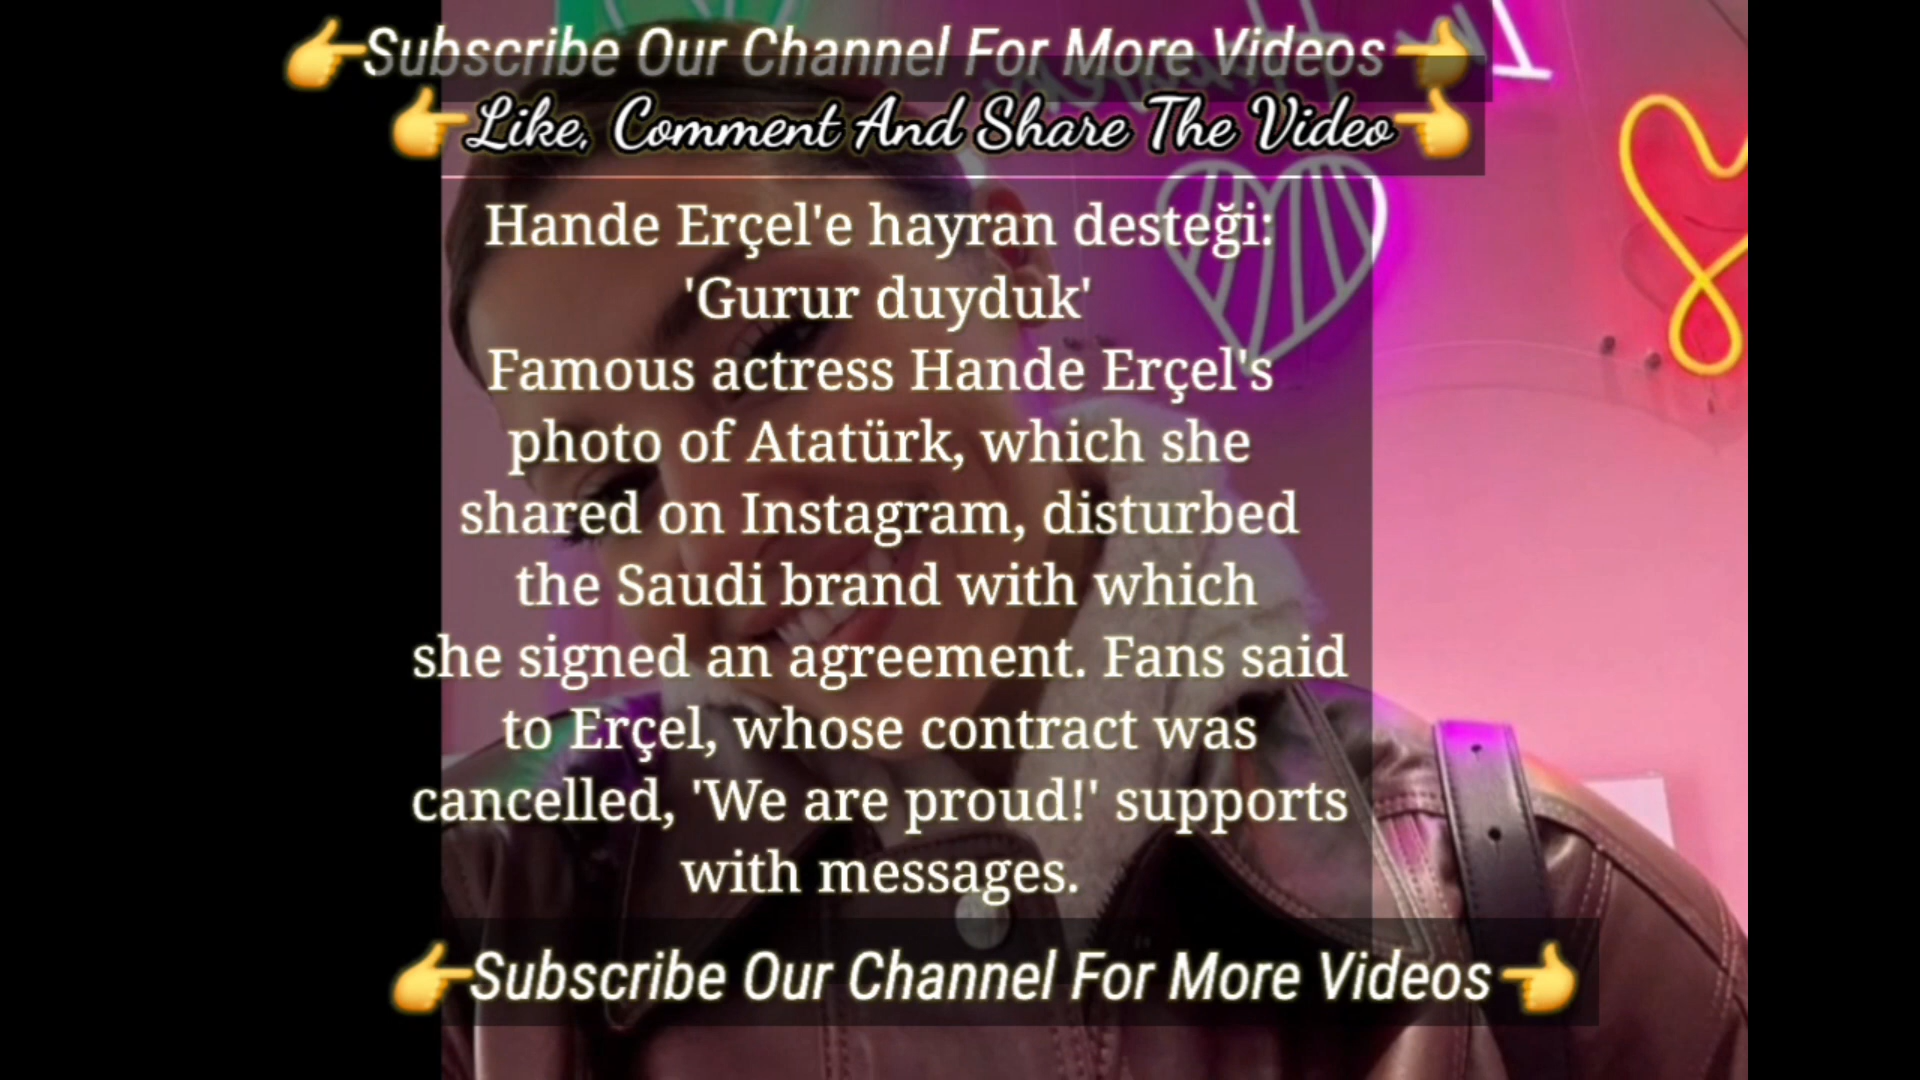 👉Subscribe Our Channel For More Videos👈
👉Like, Comment And Share The Video👈
Hande Erçel'e hayran desteği:
'Gurur duyduk'
Famous actress Hande Erçel's
photo of Atatürk, which she
shared on Instagram, disturbed
the Saudi brand with which
she signed an agreement. Fans said
to Erçel, whose contract was
cancelled, 'We are proud!' supports
with messages.
👉Subscribe Our Channel For More Videos👈